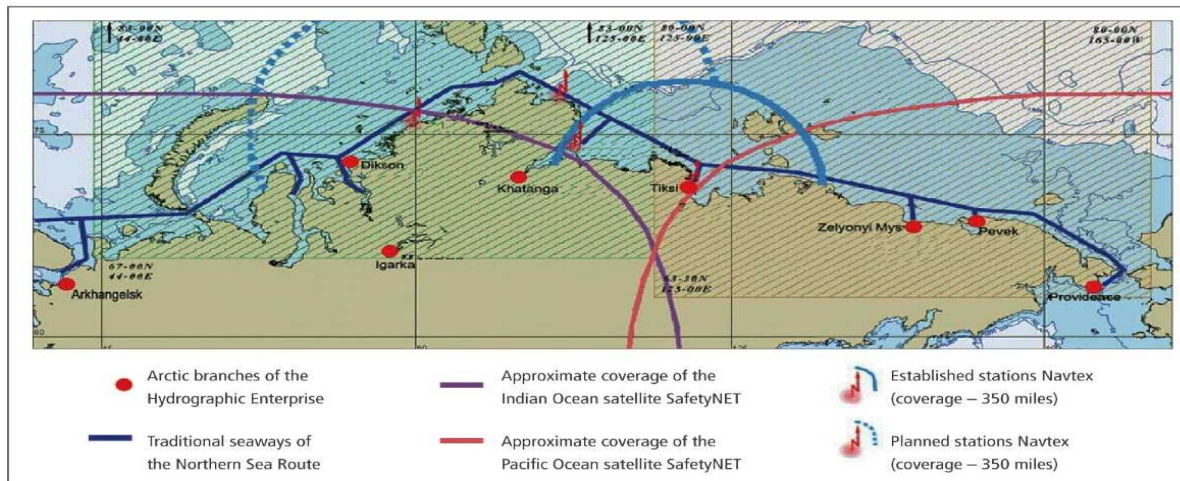 83-00N
44-00E
83-00N
125-00E
80-00N
125-00E
80-00N
165-00W
75
Dikson
Khatanga
Tiksi
Zelyonyi Mys
Pevek
Igarka
67-00N
44-00E
Arkhangelsk
63-30N
125-00E
Providence
60
Arctic branches of the
Hydrographic Enterprise
Traditional seaways of
the Northern Sea Route
Approximate coverage of the
Indian Ocean satellite SafetyNET
Approximate coverage of the
Pacific Ocean satellite SafetyNET
Established stations Navtex
(coverage – 350 miles)
Planned stations Navtex
(coverage – 350 miles)